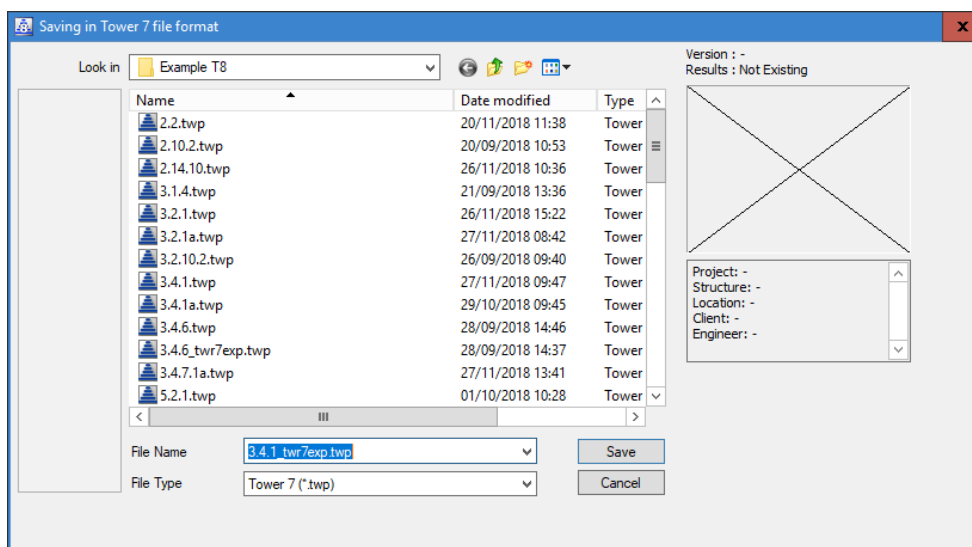 Saving in Tower 7 file format
x
Look in Example T8
Version : -
Results : Not Existing
Name Date modified Type
2.2.twp 20/11/2018 11:38 Tower
2.10.2.twp 20/09/2018 10:53 Tower
2.14.10.twp 26/11/2018 10:36 Tower
3.1.4.twp 21/09/2018 13:36 Tower
3.2.1.twp 26/11/2018 15:22 Tower
3.2.1a.twp 27/11/2018 08:42 Tower
3.2.10.2.twp 26/09/2018 09:40 Tower
3.4.1.twp 27/11/2018 09:47 Tower
3.4.1a.twp 29/10/2018 09:45 Tower
3.4.6.twp 28/09/2018 14:46 Tower
3.4.6_twr7exp.twp 28/09/2018 14:37 Tower
3.4.7.1a.twp 27/11/2018 13:41 Tower
5.2.1.twp 01/10/2018 10:28 Tower
Project: -
Structure: -
Location: -
Client: -
Engineer: -
File Name 3.4.1_twr7exp.twp Save
File Type Tower 7 (*.twp) Cancel